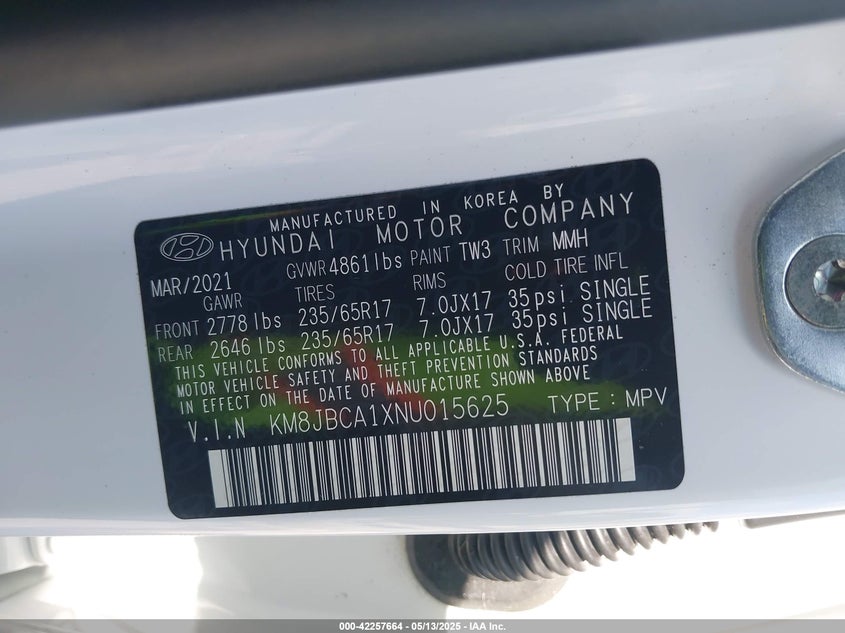 MANUFACTURED IN KOREA BY
HYUNDAI MOTOR COMPANY
MAR/2021 GVWR 4861 lbs PAINT TW3 TRIM MMH
GAWR TIRES RIMS COLD TIRE INFL
FRONT 2778 lbs 235/65R17 7.0JX17 35psi SINGLE
REAR 2646 lbs 235/65R17 7.0JX17 35psi SINGLE
THIS VEHICLE CONFORMS TO ALL APPLICABLE U.S.A. FEDERAL
MOTOR VEHICLE SAFETY AND THEFT PREVENTION STANDARDS
IN EFFECT ON THE DATE OF MANUFACTURE SHOWN ABOVE
V.I.N KM8JBCA1XNU015625 TYPE : MPV
000-42257664 - 05/13/2025 - IAA Inc.